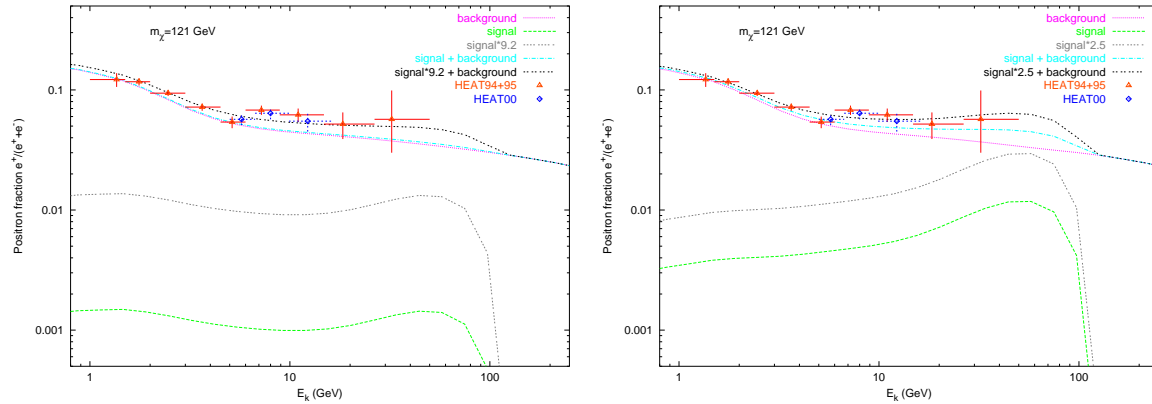 background
signal
signal*9.2
signal + background
signal*9.2 + background
HEAT94+95
HEAT00
mχ=121 GeV
0.1
0.01
0.001
1
10
100
Positron fraction e+/(e++e-)
Ek (GeV)
background
signal
signal*2.5
signal + background
signal*2.5 + background
HEAT94+95
HEAT00
mχ=121 GeV
0.1
0.01
0.001
1
10
100
Positron fraction e+/(e++e-)
Ek (GeV)